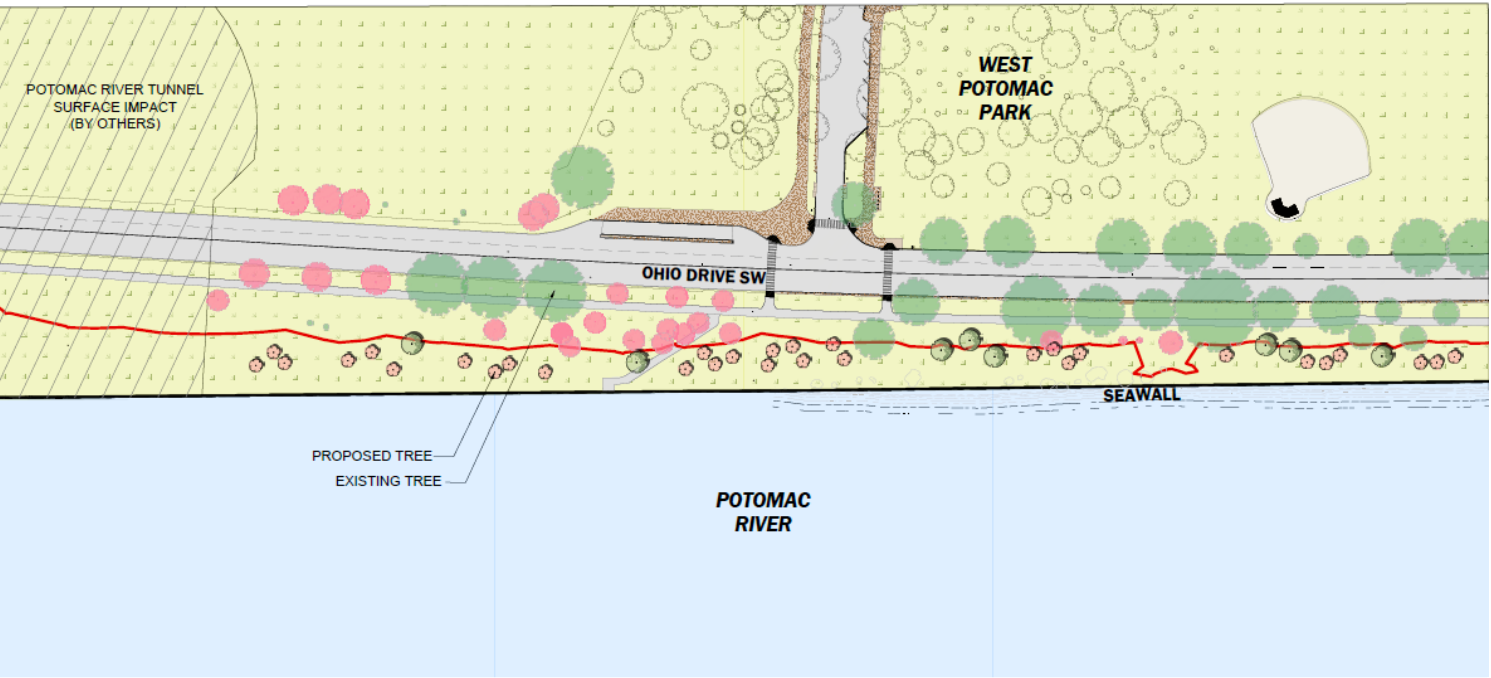 POTOMAC RIVER TUNNEL
SURFACE IMPACT
(BY OTHERS)
WEST
POTOMAC
PARK
OHIO DRIVE SW
SEAWALL
PROPOSED TREE
EXISTING TREE
POTOMAC
RIVER